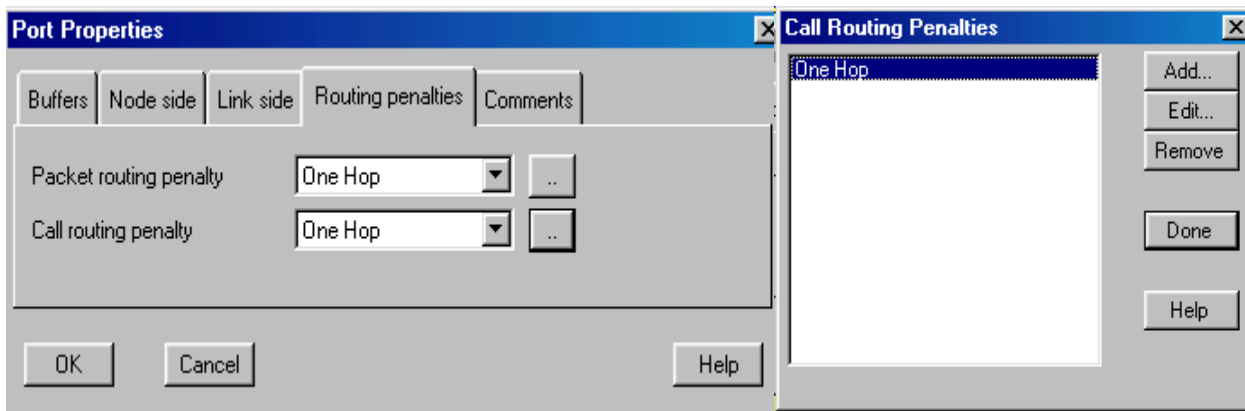 Port Properties
Buffers Node side Link side Routing penalties Comments
Packet routing penalty One Hop ..
Call routing penalty One Hop ..
OK Cancel Help
Call Routing Penalties
One Hop
Add...
Edit...
Remove
Done
Help